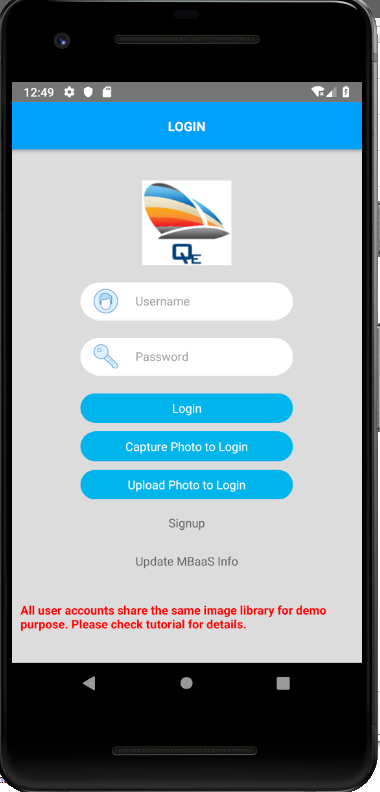 12:49
LOGIN
QE
Username
Password
Login
Capture Photo to Login
Upload Photo to Login
Signup
Update MBaaS Info
All user accounts share the same image library for demo
purpose. Please check tutorial for details.